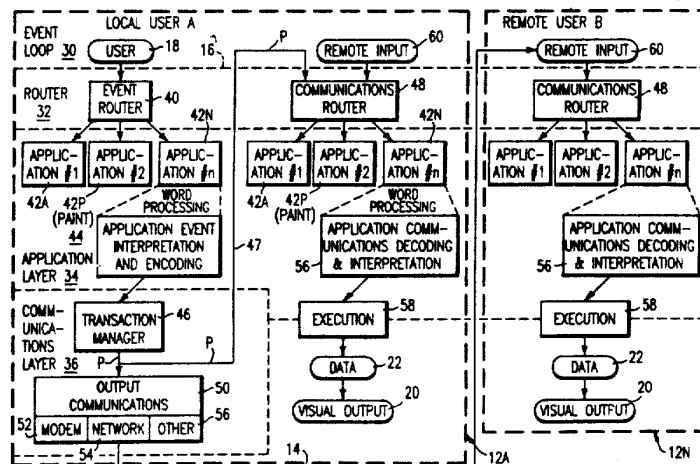 LOCAL USER A
REMOTE USER B
EVENT
LOOP 30
USER
18
16
P
REMOTE INPUT
60
REMOTE INPUT
60
ROUTER
32
EVENT
ROUTER
40
COMMUNICATIONS
ROUTER
48
COMMUNICATIONS
ROUTER
48
42N
42N
APPLIC-
ATION #1
APPLIC-
ATION #2
APPLIC-
ATION #n
APPLIC-
ATION #1
APPLIC-
ATION #2
APPLIC-
ATION #n
APPLIC-
ATION #1
APPLIC-
ATION #2
APPLIC-
ATION #n
42A
42P
(PAINT)
WORD
PROCESSING
42A
42P
(PAINT)
WORD
PROCESSING
44
APPLICATION EVENT
INTERPRETATION
AND ENCODING
47
56
APPLICATION COMM-
UNICATIONS DECODING
& INTERPRETATION
56
APPLICATION COMM-
UNICATIONS DECODING
& INTERPRETATION
APPLICATION
LAYER 34
COMM-
UNICA-
TIONS
LAYER 36
TRANSACTION
MANAGER
46
P
P
EXECUTION
58
EXECUTION
58
DATA
22
DATA
22
OUTPUT
COMMUNICATIONS
50
52
MODEM
NETWORK
OTHER
56
54
VISUAL OUTPUT
20
VISUAL OUTPUT
20
14
12A
12N